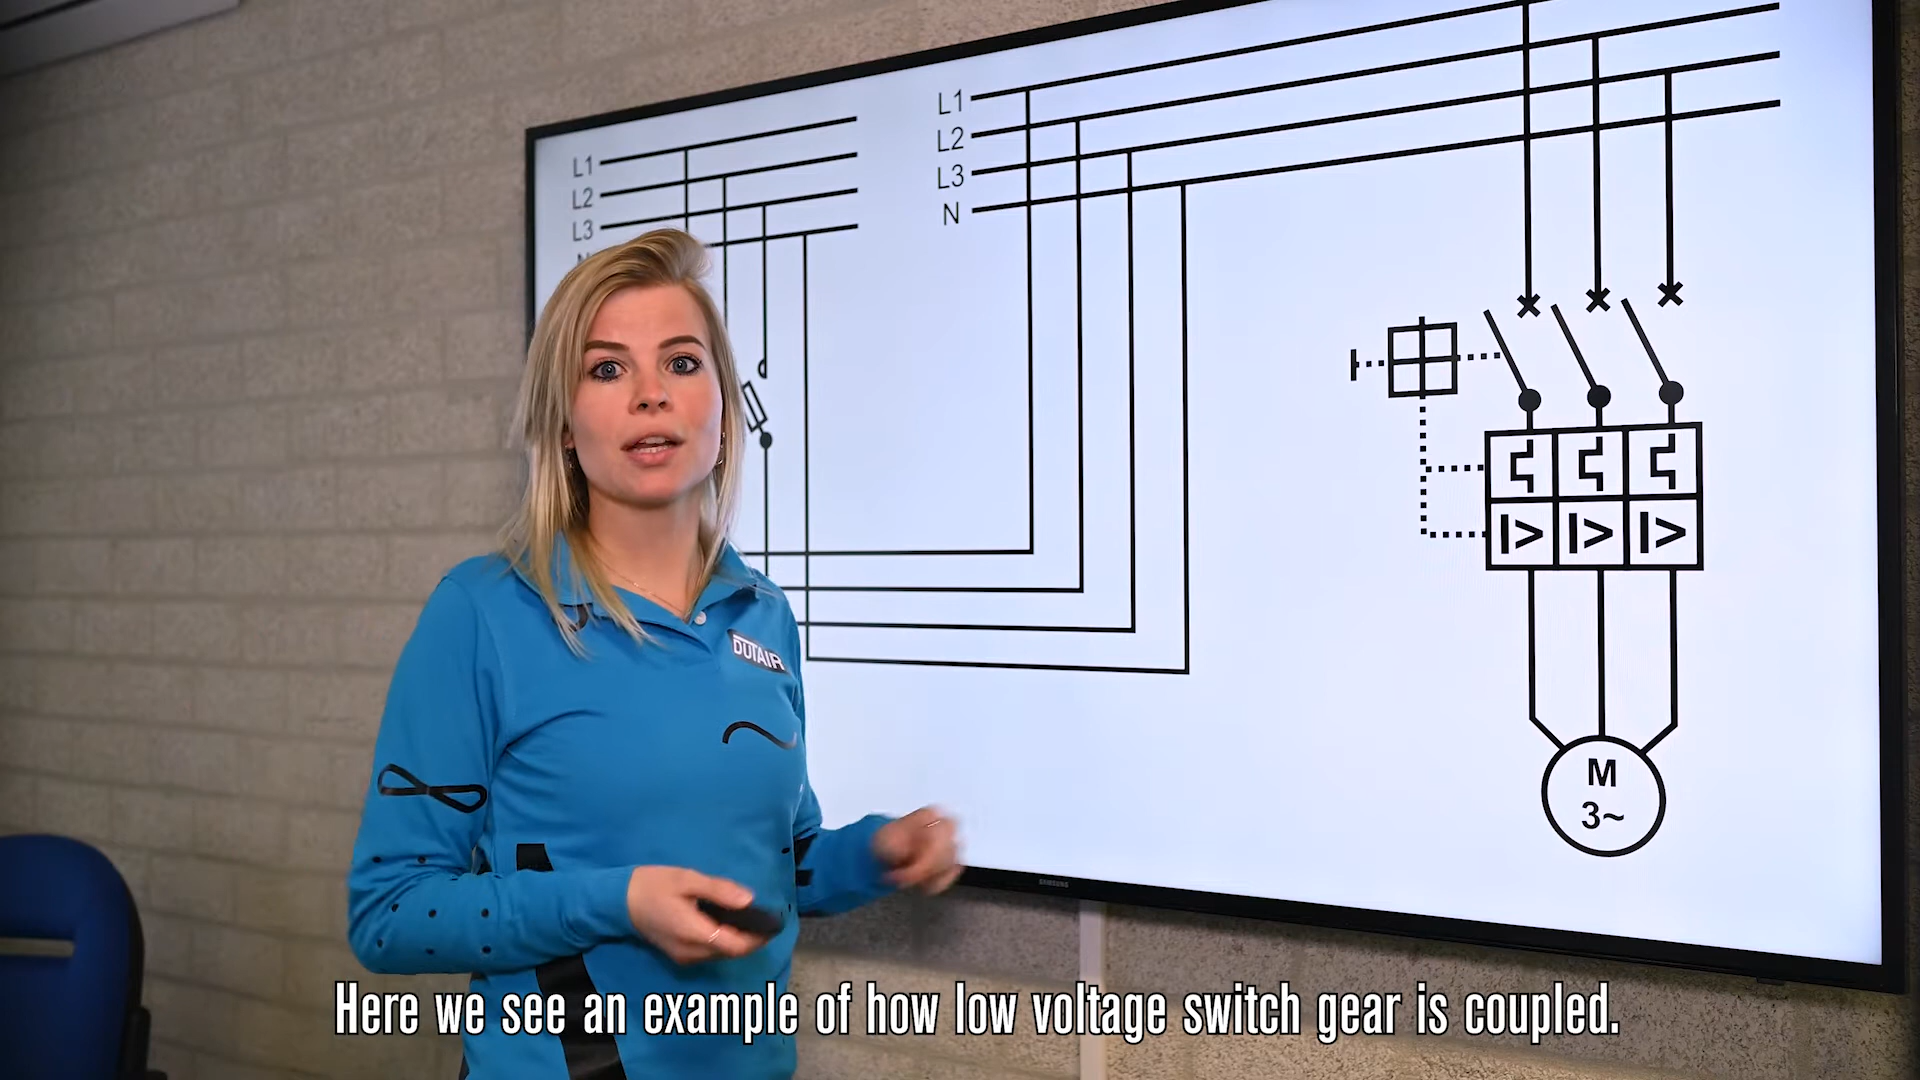 L1
L2
L3
L1
L2
L3
N
I>
I>
I>
M
3~
DUTAIR
SAMSUNG
Here we see an example of how low voltage switch gear is coupled.